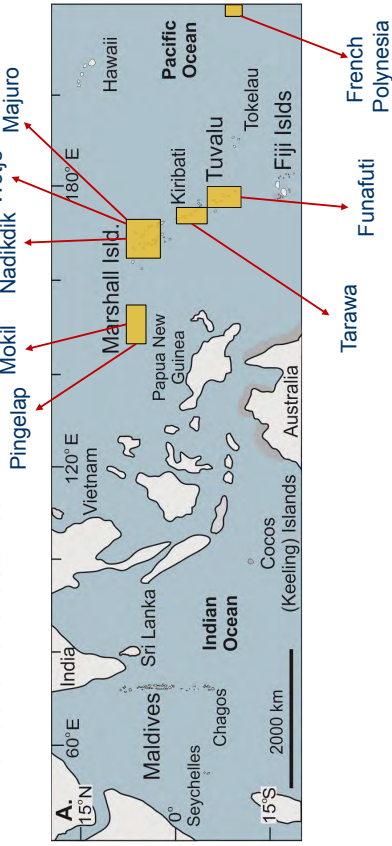 Pingelap
Mokil
Nadikdik
Majuro
A.
15°N
0°
15°S
60°E
120°E
180°E
India
Vietnam
Sri Lanka
Maldives
Seychelles
Chagos
Indian
Ocean
Cocos
(Keeling) Islands
2000 km
Australia
Papua New
Guinea
Marshall Isld.
Kiribati
Tuvalu
Tokelau
Fiji Islds
Hawaii
Pacific
Ocean
Tarawa
Funafuti
French
Polynesia